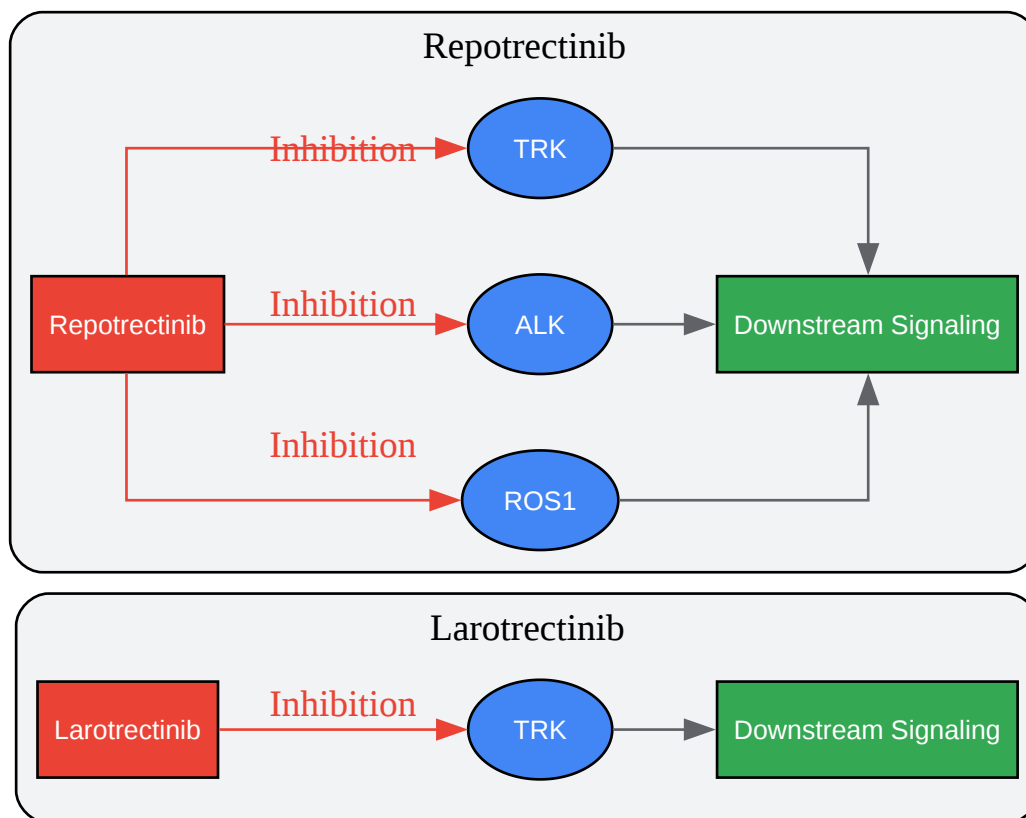 Repotrectinib
Inhibition
TRK
Repotrectinib
Inhibition
ALK
Downstream Signaling
Inhibition
ROS1
Larotrectinib
Larotrectinib
Inhibition
TRK
Downstream Signaling